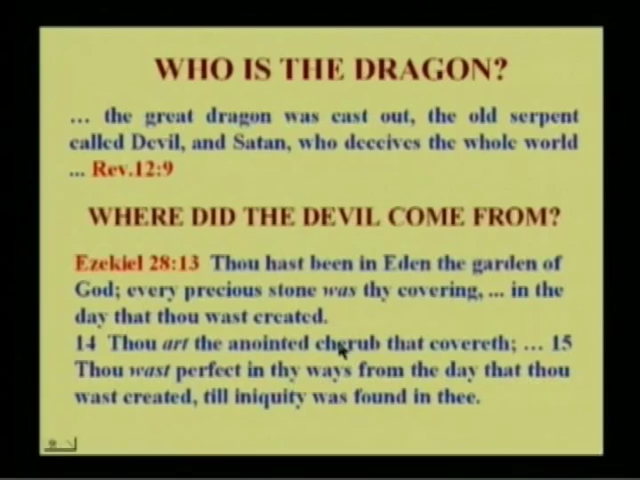 WHO IS THE DRAGON?
... the great dragon was cast out, the old serpent
called Devil, and Satan, who deceives the whole world
... Rev.12:9
WHERE DID THE DEVIL COME FROM?
Ezekiel 28:13 Thou hast been in Eden the garden of
God; every precious stone was thy covering, ... in the
day that thou wast created.
14 Thou art the anointed cherub that covereth; ... 15
Thou wast perfect in thy ways from the day that thou
wast created, till iniquity was found in thee.